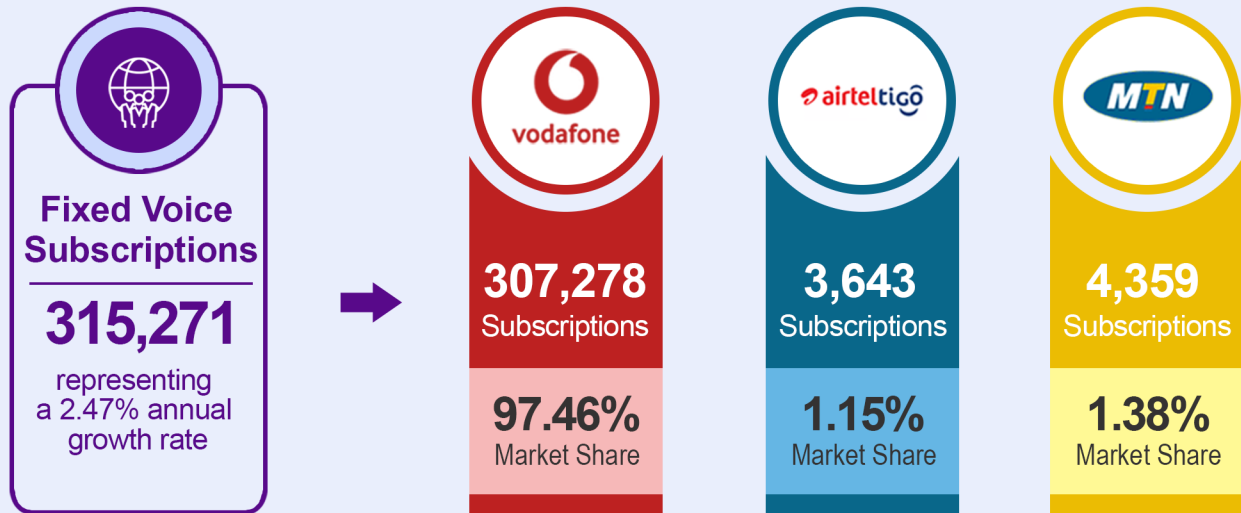 Fixed Voice
Subscriptions
315,271
representing
a 2.47% annual
growth rate
vodafone
307,278
Subscriptions
97.46%
Market Share
airteltigo
3,643
Subscriptions
1.15%
Market Share
MTN
4,359
Subscriptions
1.38%
Market Share